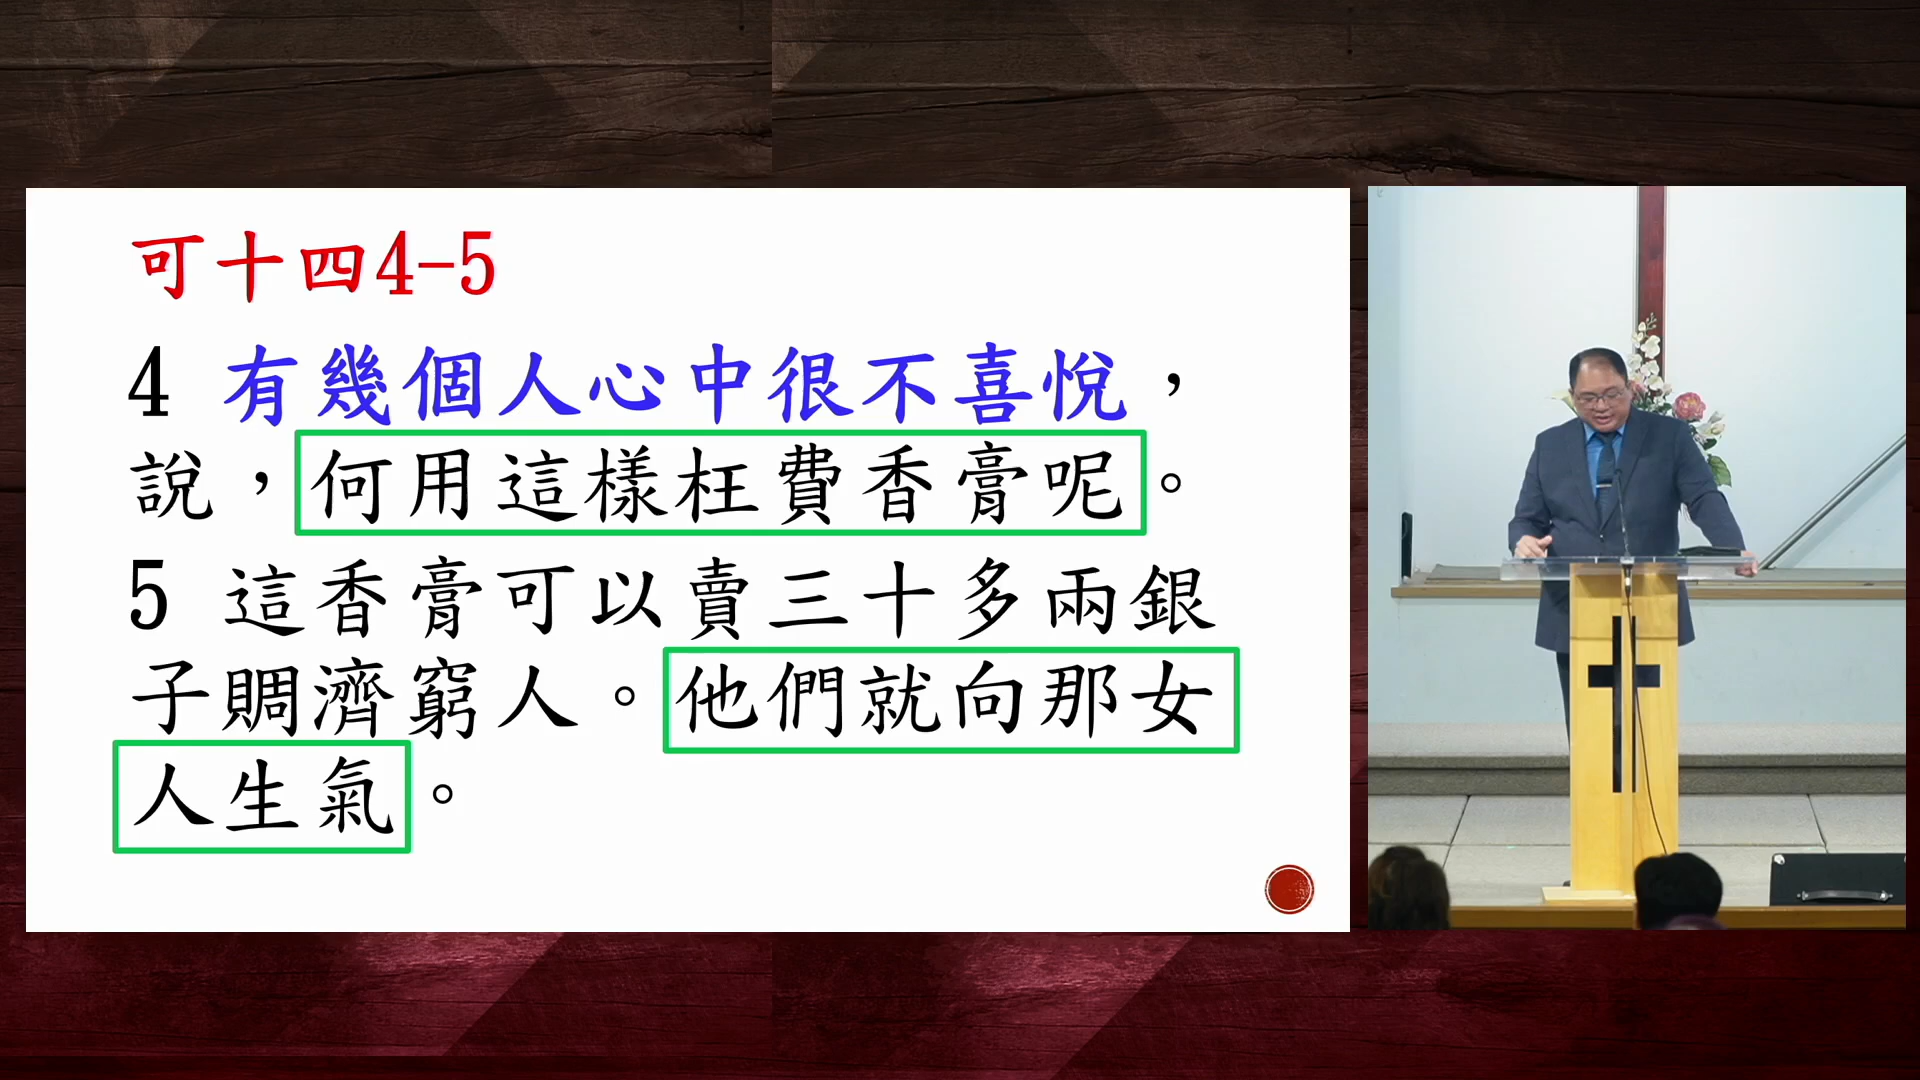 可十四4-5
4 有幾個人心中很不喜悅，
說，何用這樣枉費香膏呢。
5 這香膏可以賣三十多兩銀
子賙濟窮人。他們就向那女
人生氣。